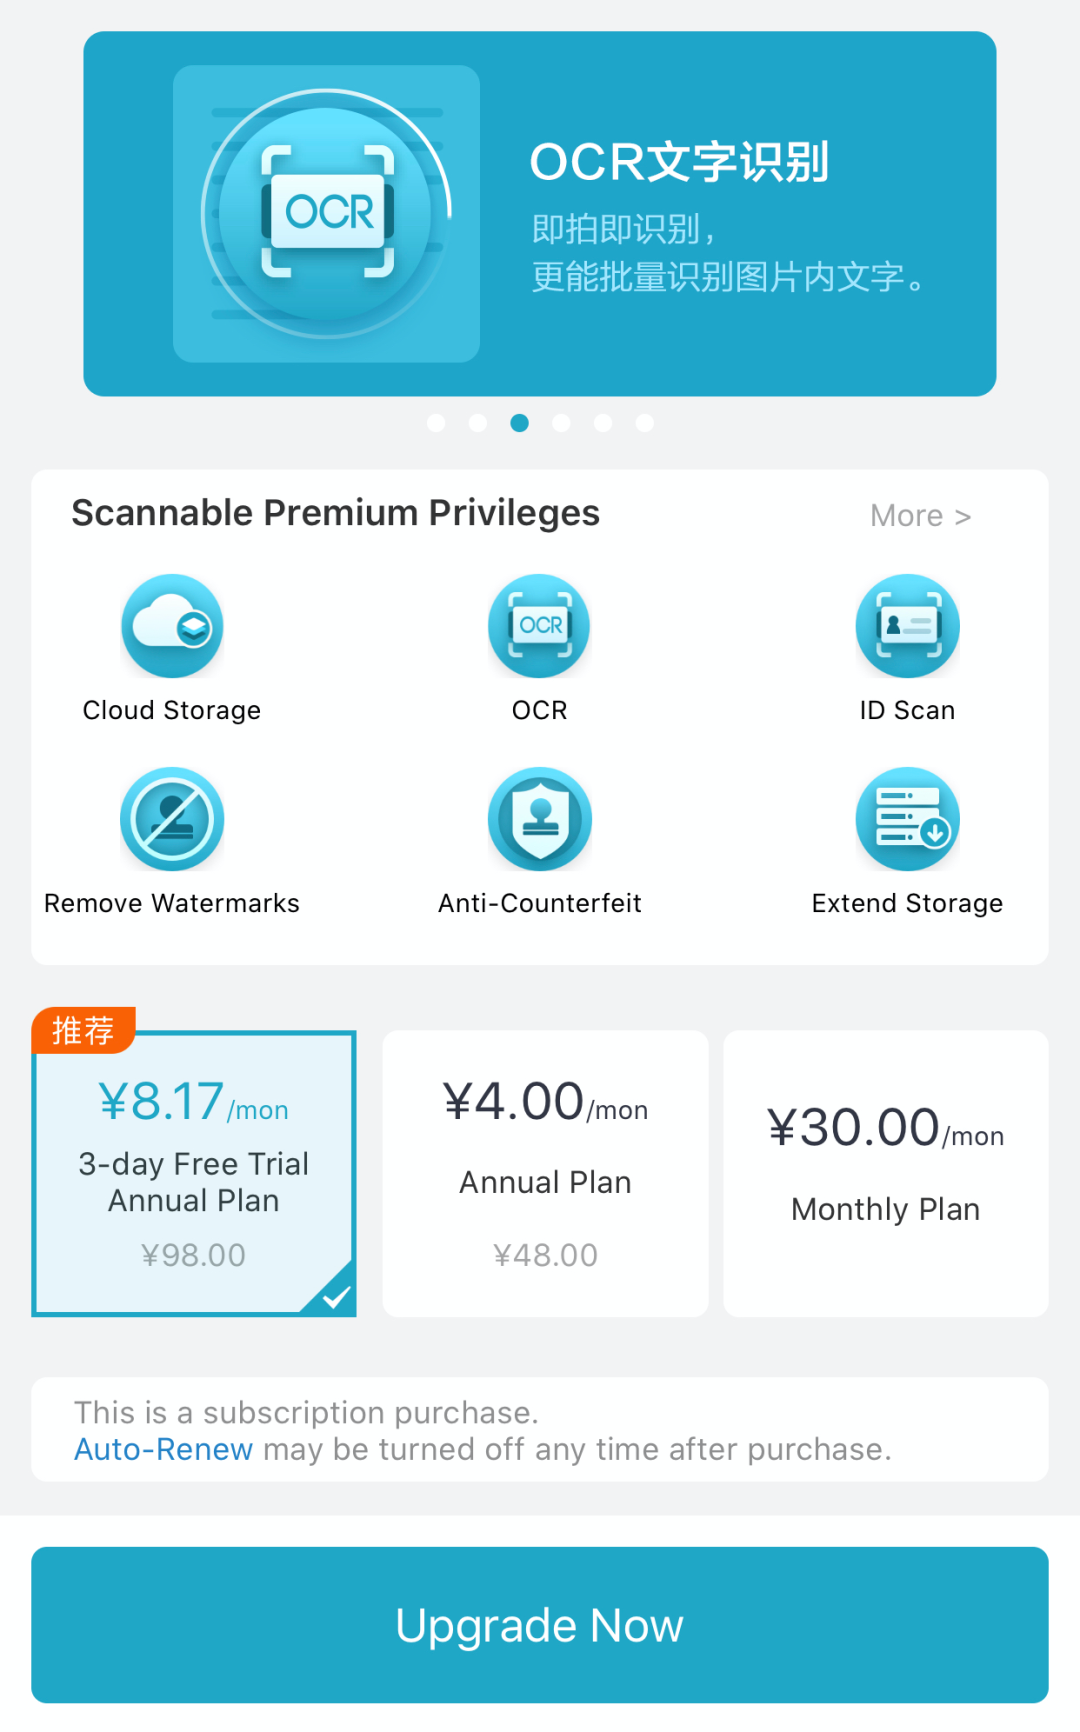 OCR
OCR文字识别
即拍即识别，
更能批量识别图片内文字。
Scannable Premium Privileges
More >
OCR
Cloud Storage
OCR
ID Scan
Remove Watermarks
Anti-Counterfeit
Extend Storage
推荐
¥8.17/mon
3-day Free Trial
Annual Plan
¥98.00
¥4.00/mon
Annual Plan
¥48.00
¥30.00/mon
Monthly Plan
This is a subscription purchase.
Auto-Renew may be turned off any time after purchase.
Upgrade Now